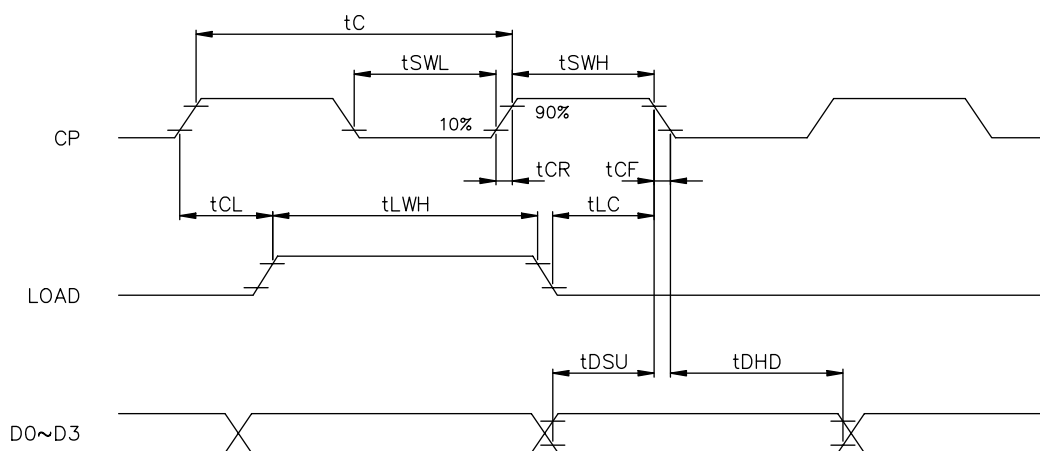 tC
tSWL
tSWH
10%
90%
CP
tCR
tCF
tCL
tLWH
tLC
LOAD
tDSU
tDHD
D0~D3